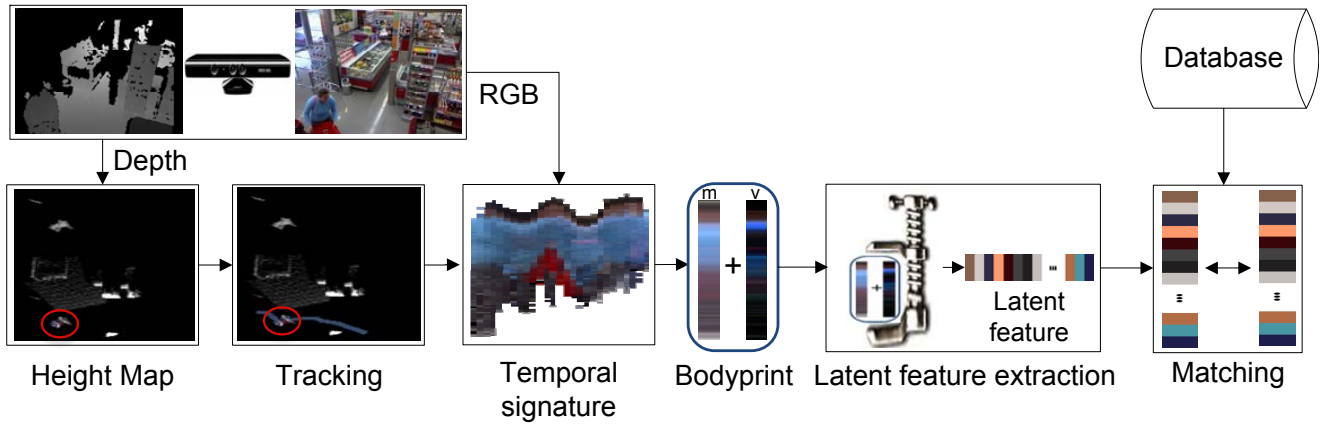 RGB
Database
Depth
m
v
+
+
Latent
feature
Height Map
Tracking
Temporal
signature
Bodyprint
Latent feature extraction
Matching